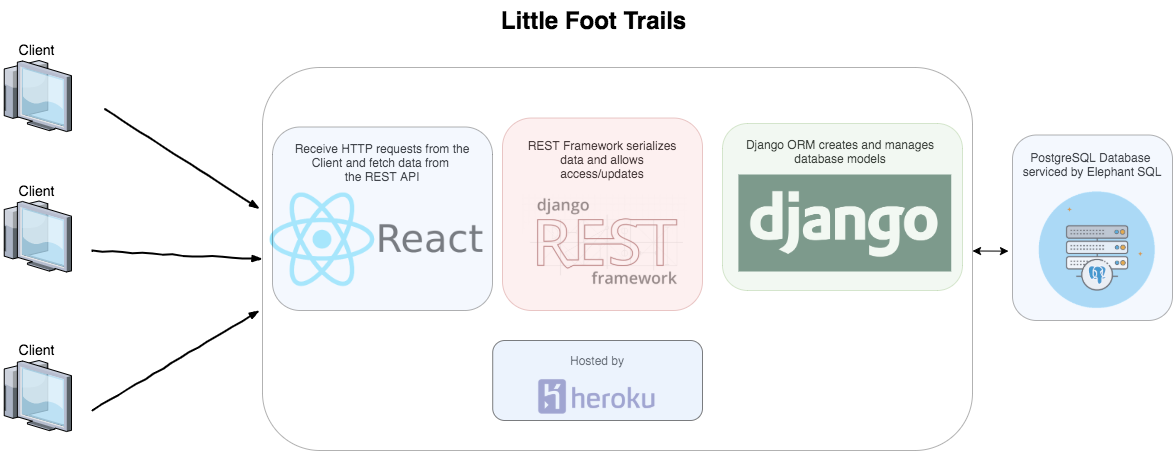 Little Foot Trails
Client
Client
Client
Receive HTTP requests from the
Client and fetch data from
the REST API
React
REST Framework serializes
data and allows
access/updates
django
REST
framework
Django ORM creates and manages
database models
django
Hosted by
heroku
PostgreSQL Database
serviced by Elephant SQL